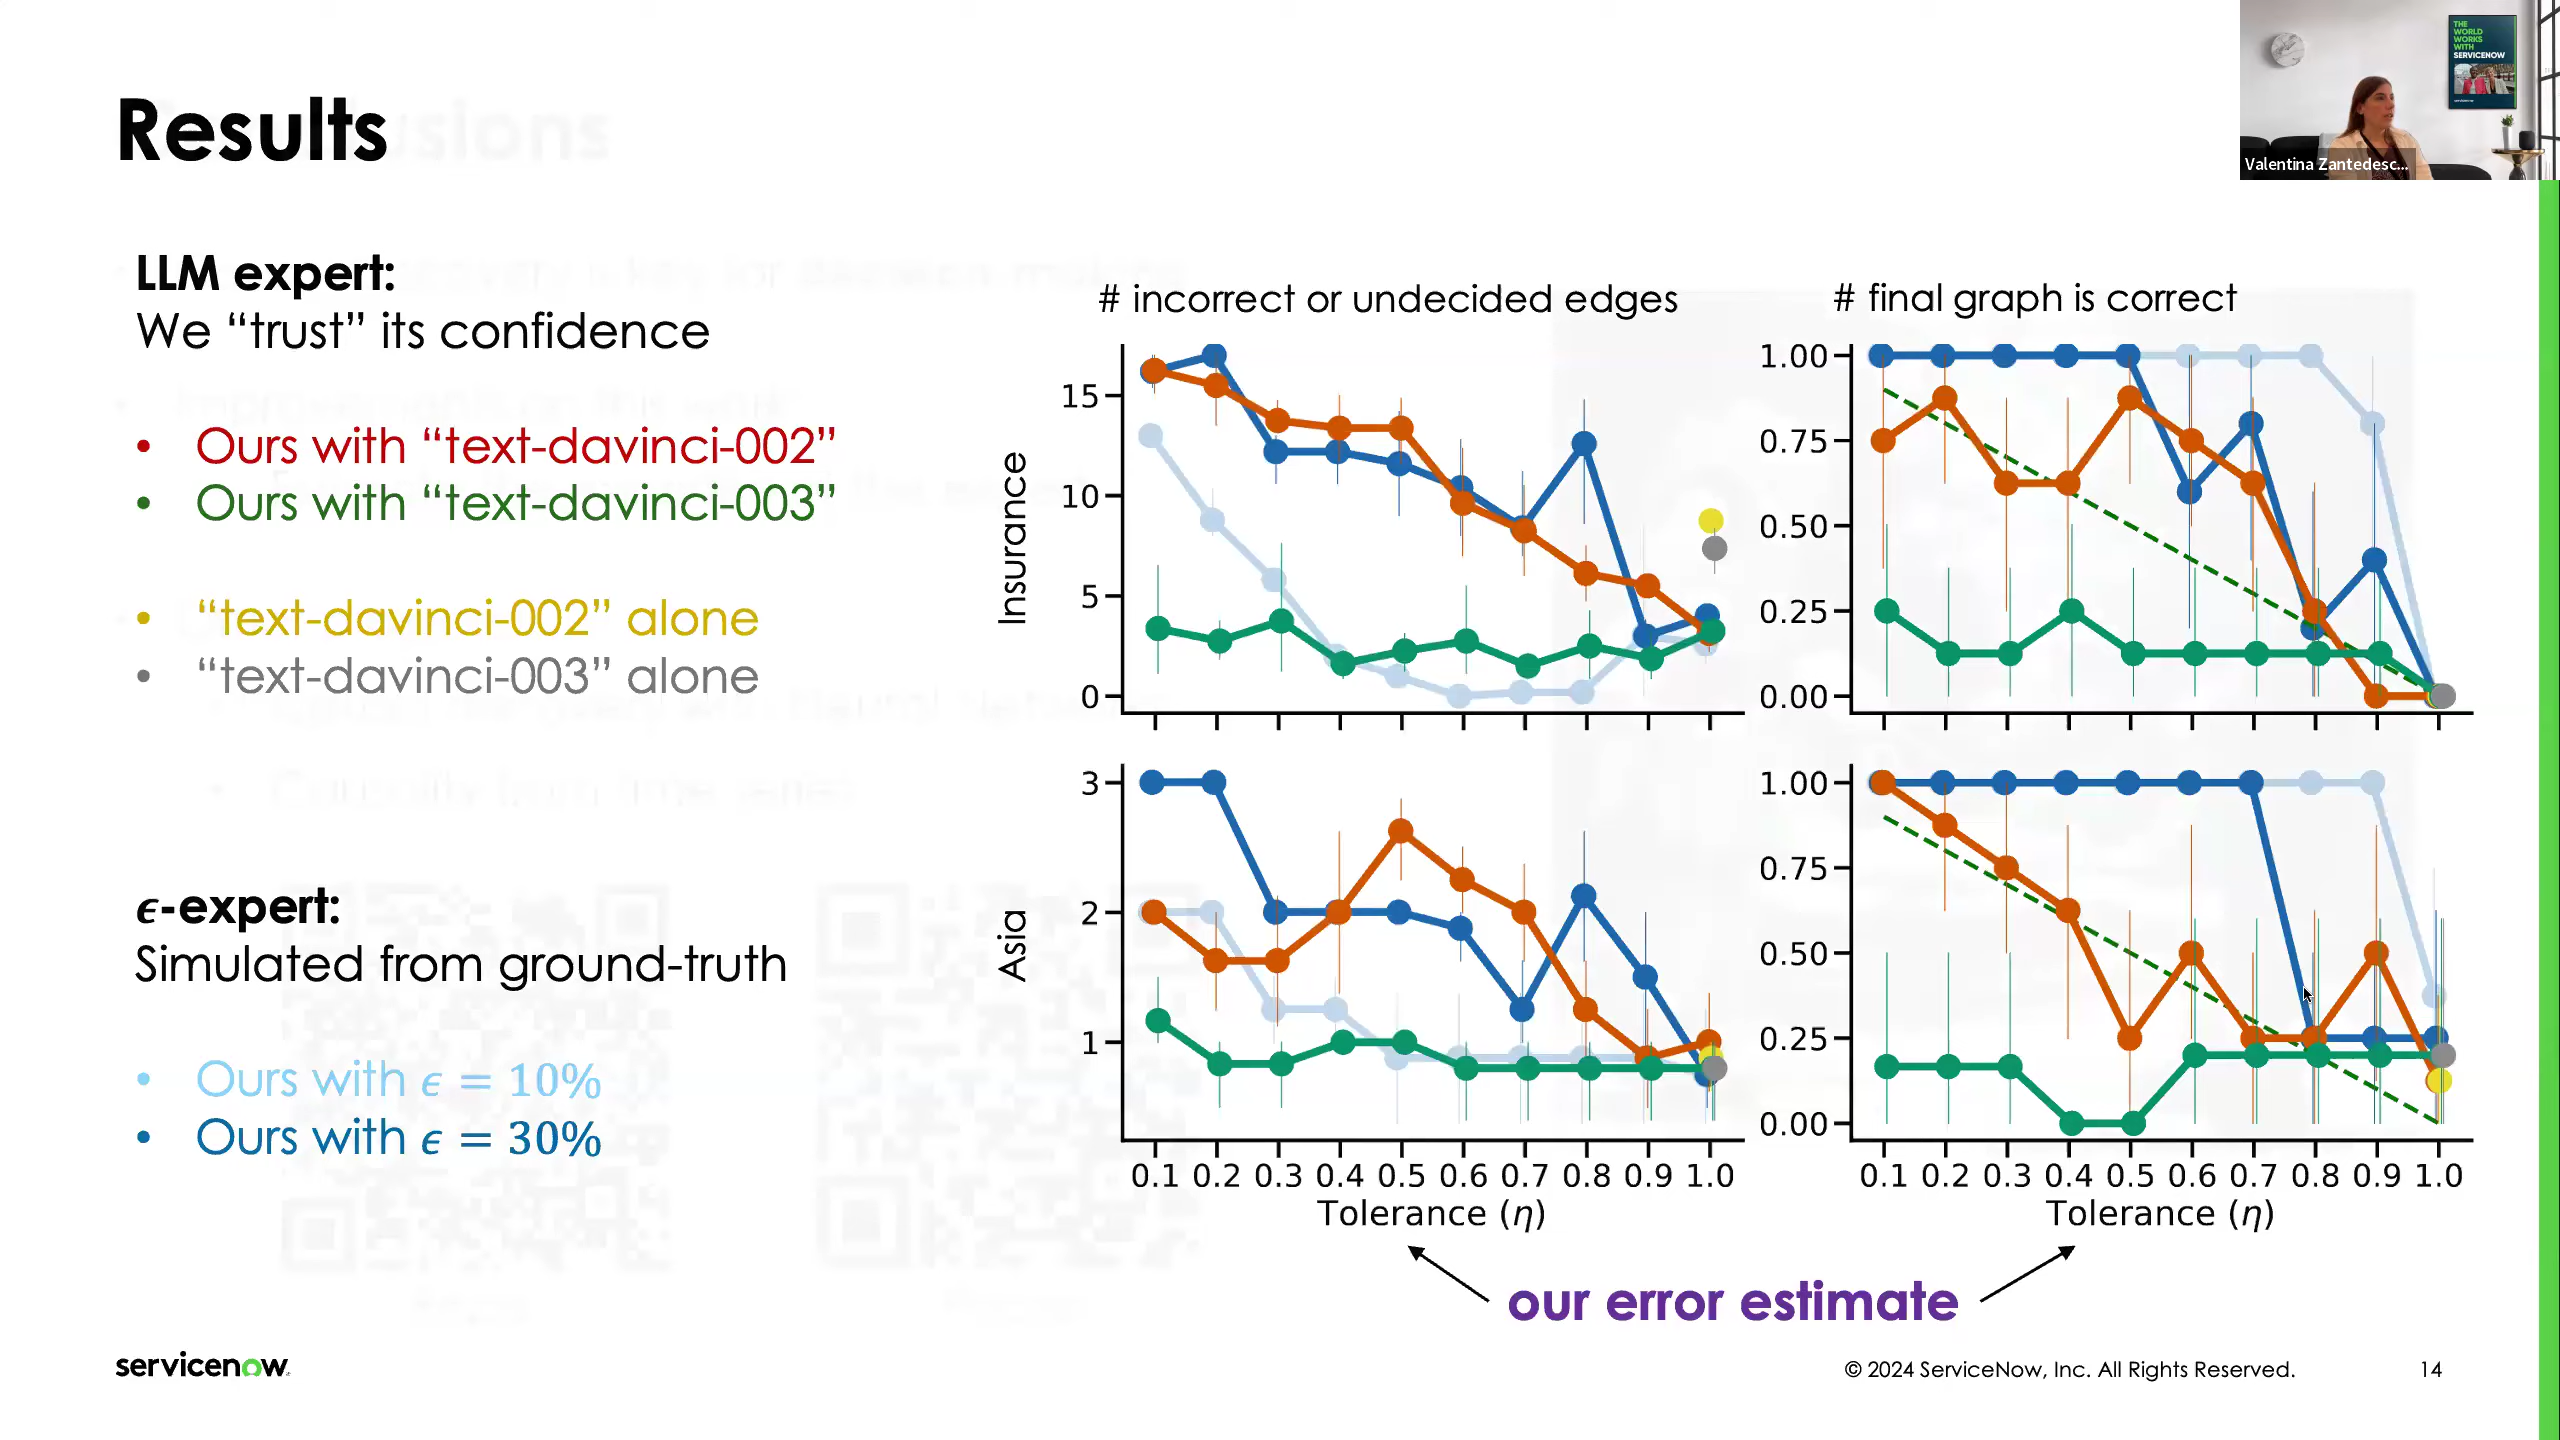 Results
THE
WORLD
WORKS
WITH
SERVICENOW
Valentina Zantedesc...
LLM expert:
We “trust” its confidence
• Ours with “text-davinci-002”
• Ours with “text-davinci-003”
• “text-davinci-002” alone
• “text-davinci-003” alone
ϵ-expert:
Simulated from ground-truth
• Ours with ϵ = 10%
• Ours with ϵ = 30%
# incorrect or undecided edges
# final graph is correct
Insurance
15
10
5
0
1.00
0.75
0.50
0.25
0.00
Asia
3
2
1
1.00
0.75
0.50
0.25
0.00
0.1 0.2 0.3 0.4 0.5 0.6 0.7 0.8 0.9 1.0
Tolerance (η)
0.1 0.2 0.3 0.4 0.5 0.6 0.7 0.8 0.9 1.0
Tolerance (η)
our error estimate
servicenow
© 2024 ServiceNow, Inc. All Rights Reserved.
14